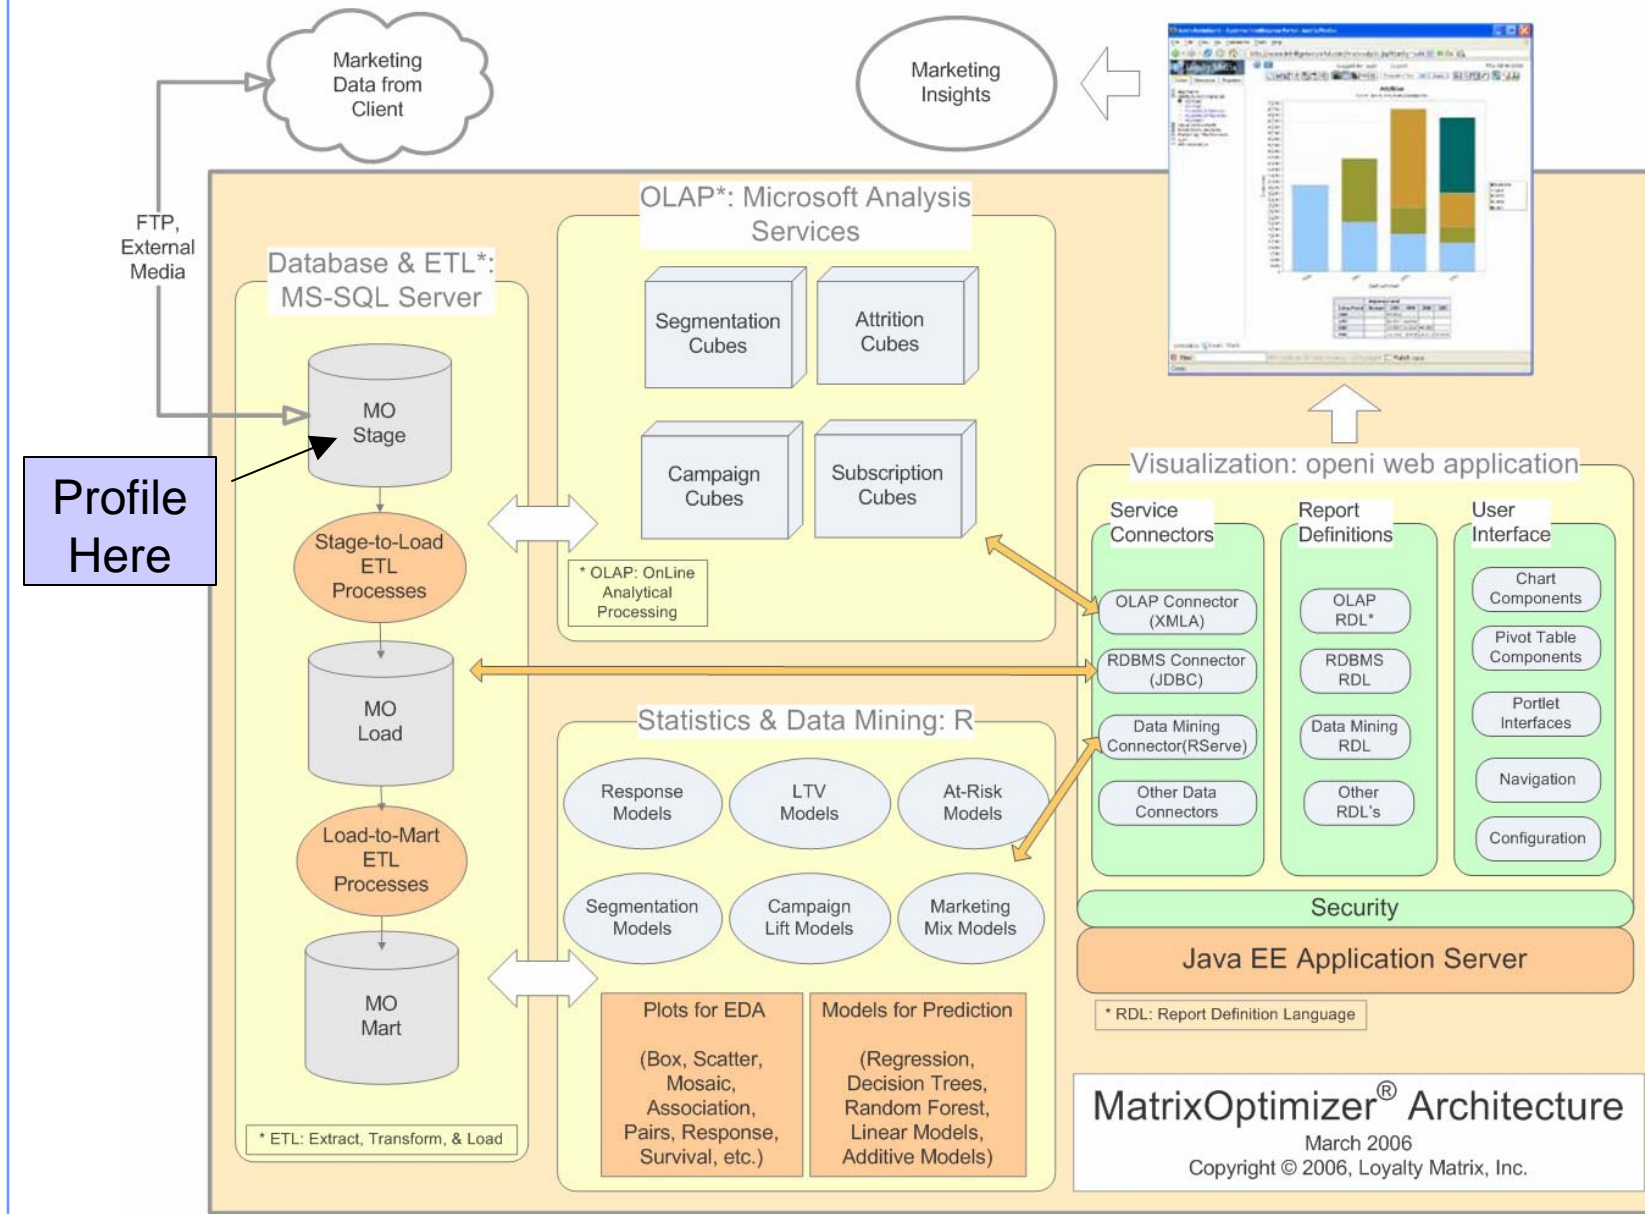 Marketing
Data from
Client
Marketing
Insights
FTP,
External
Media
Profile
Here
Database & ETL*:
MS-SQL Server
MO
Stage
Stage-to-Load
ETL
Processes
MO
Load
Load-to-Mart
ETL
Processes
MO
Mart
* ETL: Extract, Transform, & Load
OLAP*: Microsoft Analysis
Services
Segmentation
Cubes
Attrition
Cubes
Campaign
Cubes
Subscription
Cubes
* OLAP: OnLine
Analytical
Processing
Statistics & Data Mining: R
Response
Models
LTV
Models
At-Risk
Models
Segmentation
Models
Campaign
Lift Models
Marketing
Mix Models
Plots for EDA
(Box, Scatter,
Mosaic,
Association,
Pairs, Response,
Survival, etc.)
Models for Prediction
(Regression,
Decision Trees,
Random Forest,
Linear Models,
Additive Models)
Visualization: openi web application
Service
Connectors
OLAP Connector
(XMLA)
RDBMS Connector
(JDBC)
Data Mining
Connector(RServe)
Other Data
Connectors
Report
Definitions
OLAP
RDL*
RDBMS
RDL
Data Mining
RDL
Other
RDL's
User
Interface
Chart
Components
Pivot Table
Components
Portlet
Interfaces
Navigation
Configuration
Security
Java EE Application Server
* RDL: Report Definition Language
MatrixOptimizer® Architecture
March 2006
Copyright © 2006, Loyalty Matrix, Inc.